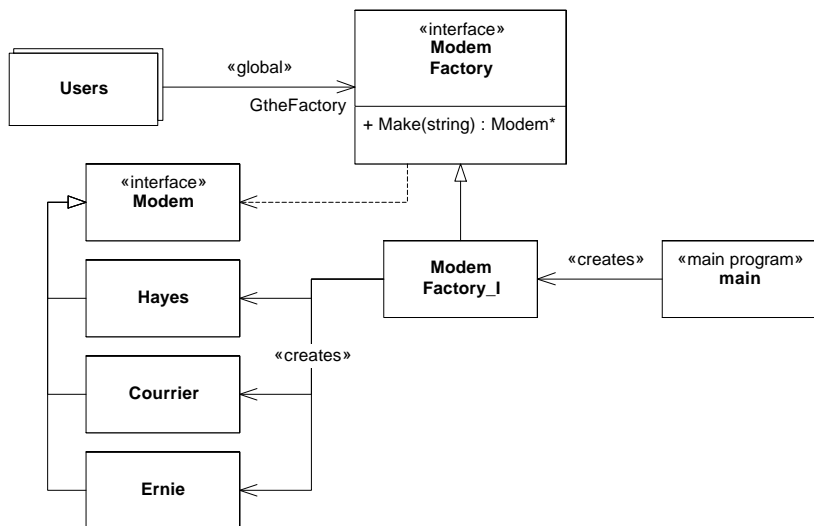 «interface»
Modem
Factory
«global»
Users
GtheFactory
+ Make(string) : Modem*
«interface»
Modem
Modem
Factory_I
«creates»
«main program»
main
Hayes
«creates»
Courrier
Ernie